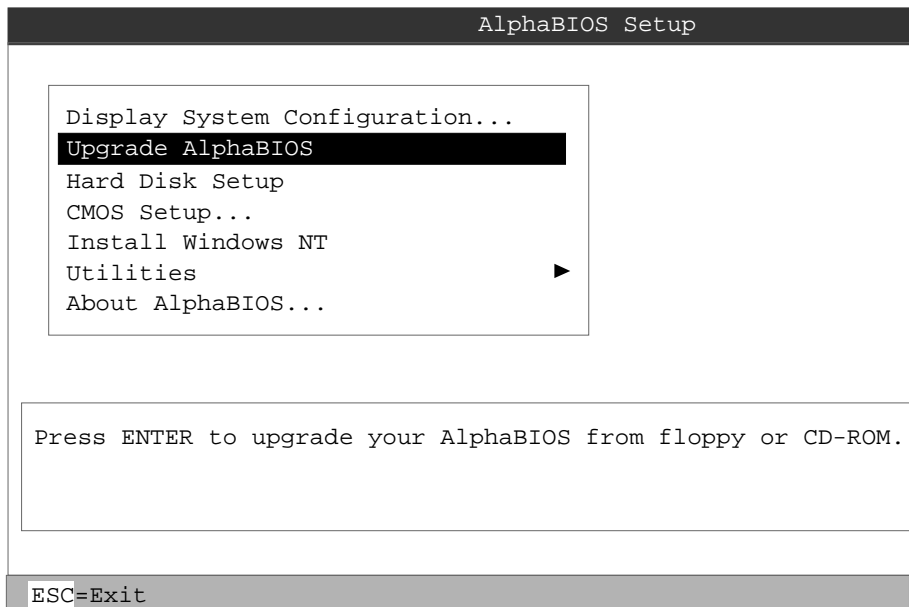 AlphaBIOS Setup
Display System Configuration...
Upgrade AlphaBIOS
Hard Disk Setup
CMOS Setup...
Install Windows NT
Utilities ►
About AlphaBIOS...
Press ENTER to upgrade your AlphaBIOS from floppy or CD-ROM.
ESC=Exit